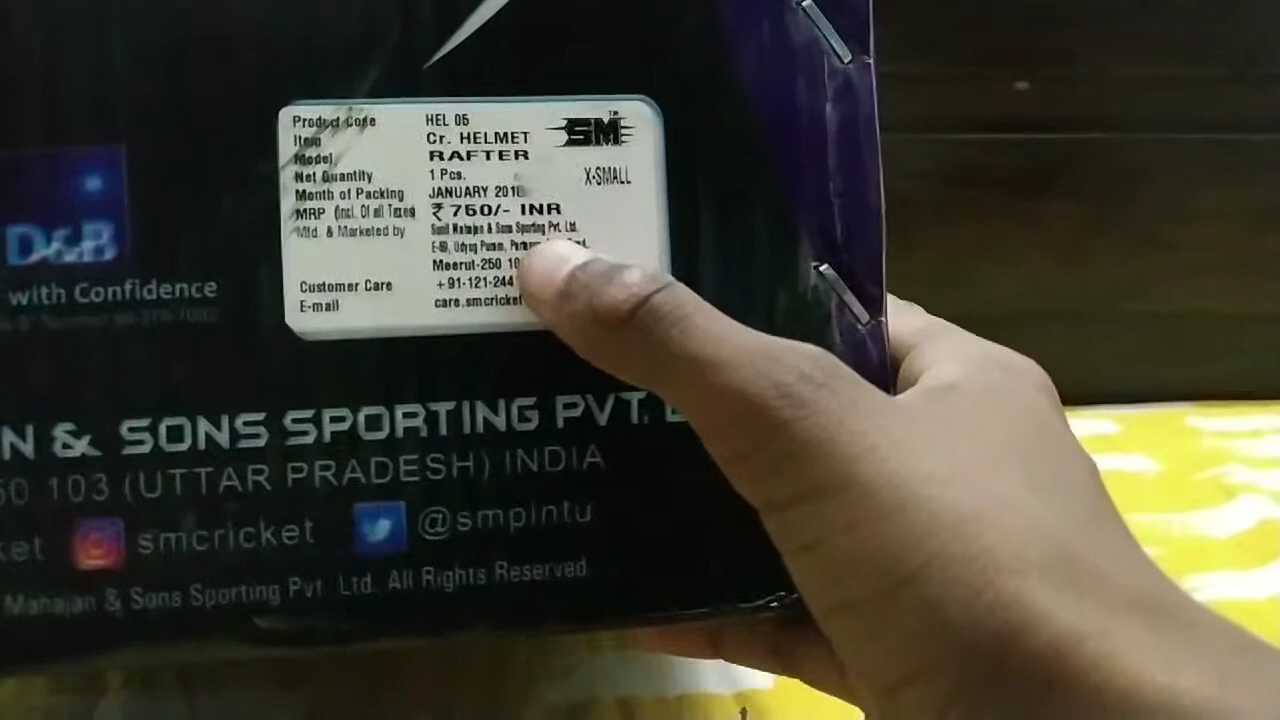 Product Code HEL 05
Item Cr. HELMET
SM TM
Model RAFTER
Net Quantity 1 Pcs.
X-SMALL
Month of Packing JANUARY 201
MRP (Incl. Of all Taxes) ₹ 750/- INR
Mfd. & Marketed by Sunil Mahajan & Sons Sporting Pvt. Ltd.
E-69, Udyog Puram,
Meerut-250 10
Customer Care +91-121-244
E-mail care.smcricket
D&B
with Confidence
N & SONS SPORTING PVT.
50 103 (UTTAR PRADESH) INDIA
ket smcricket @smpintu
Mahajan & Sons Sporting Pvt Ltd. All Rights Reserved